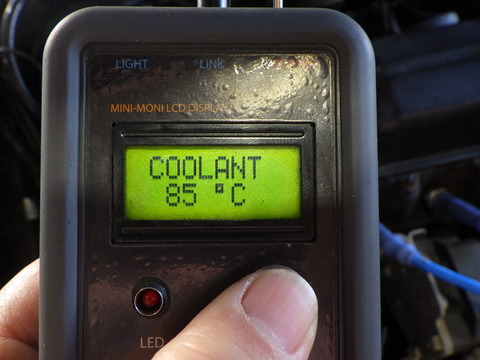 LIGHT LINK
MINI-MONI LCD DISPLAY
COOLANT
85 °C
LED